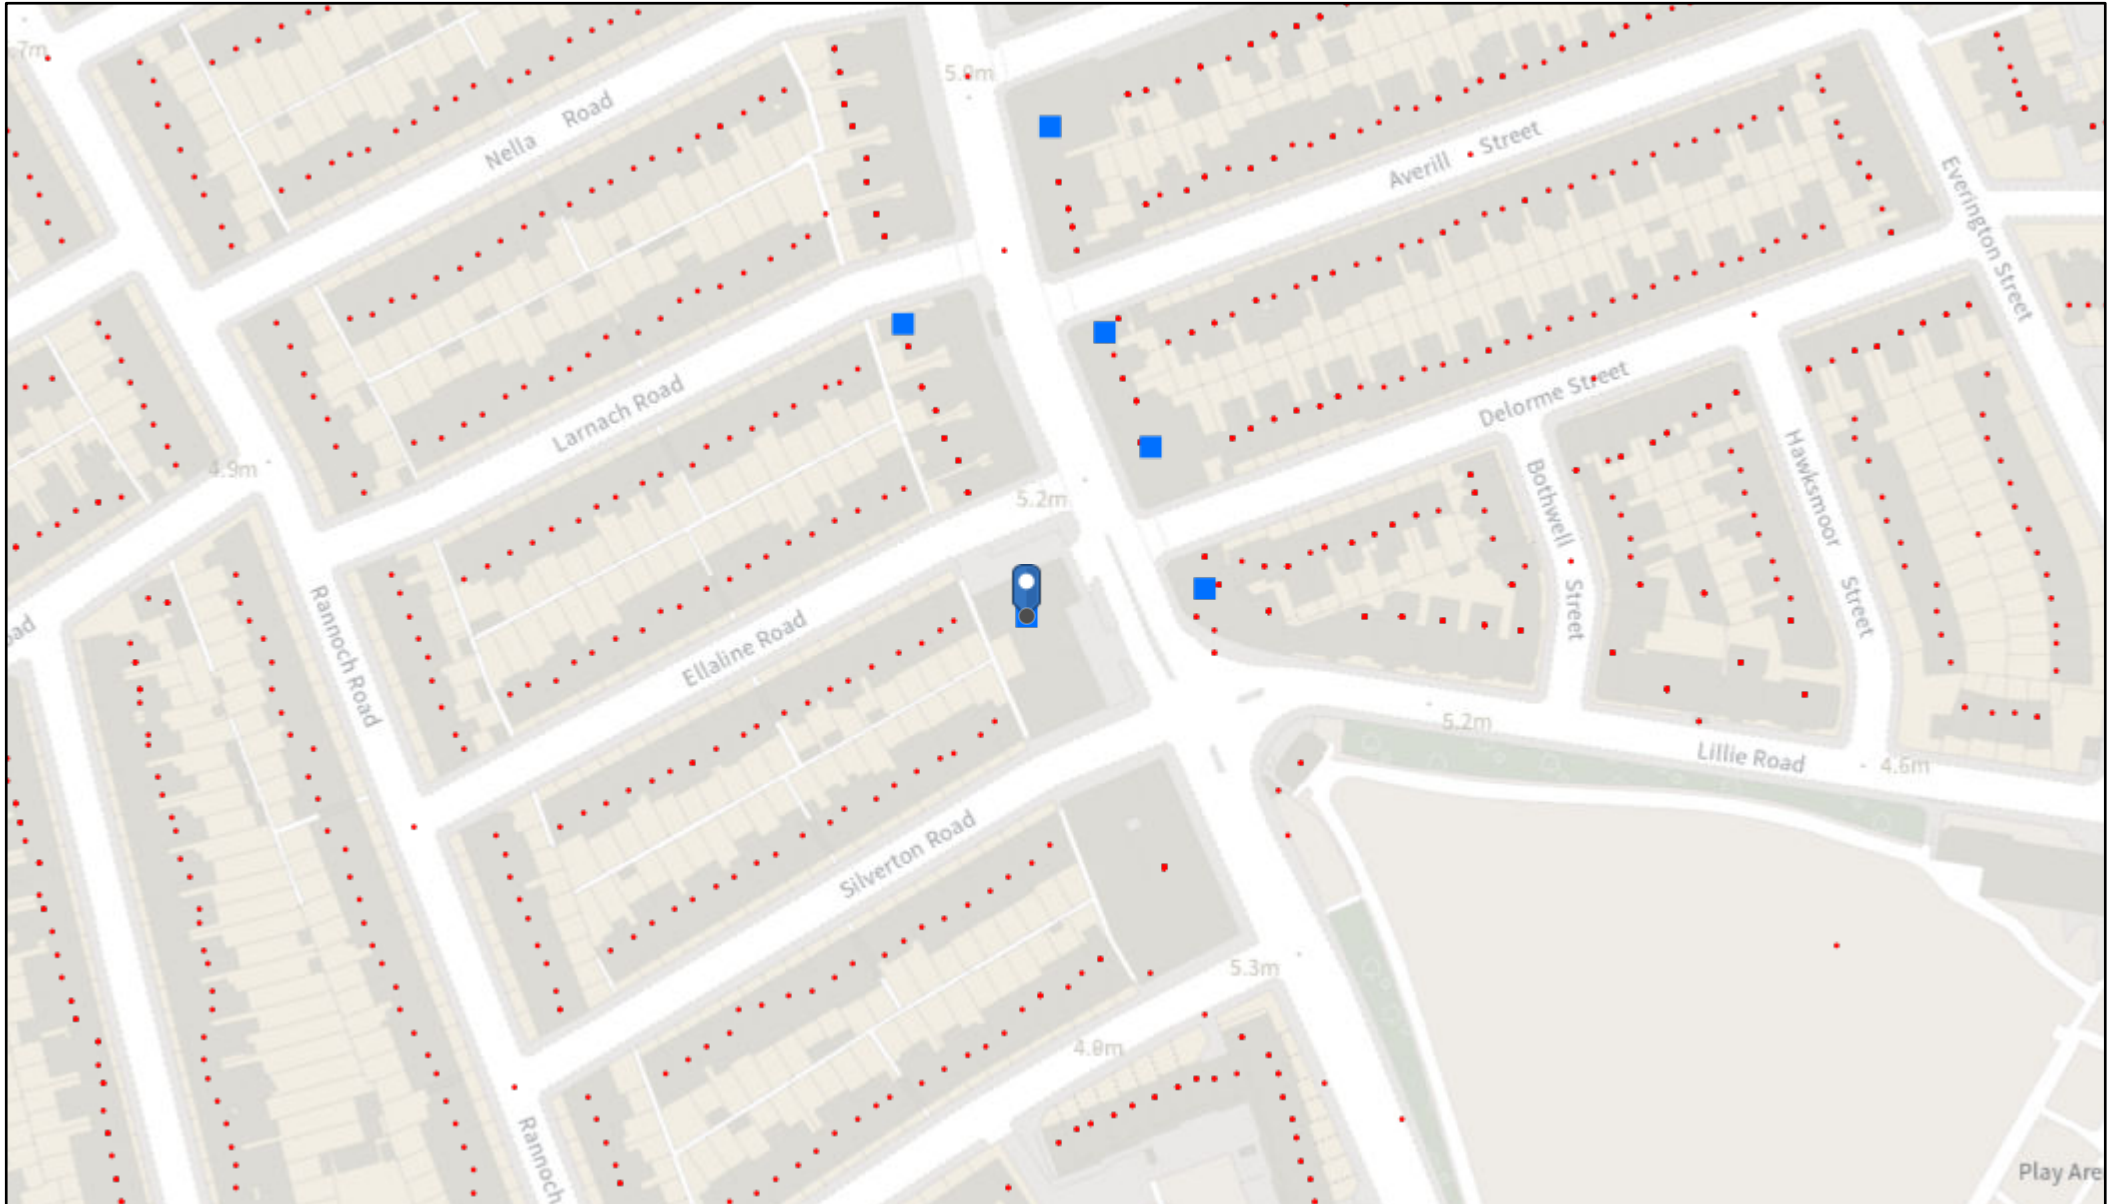 .7m
5.9m
Nella Road
Averill Street
Everington Street
Larnach Road
Delorme Street
4.9m
5.2m
Bothwell Street
Hawksmoor Street
Rannoch Road
oad
Ellaline Road
5.2m
Lillie Road
4.6m
Silverton Road
5.3m
4.8m
Rannoch
Play Are